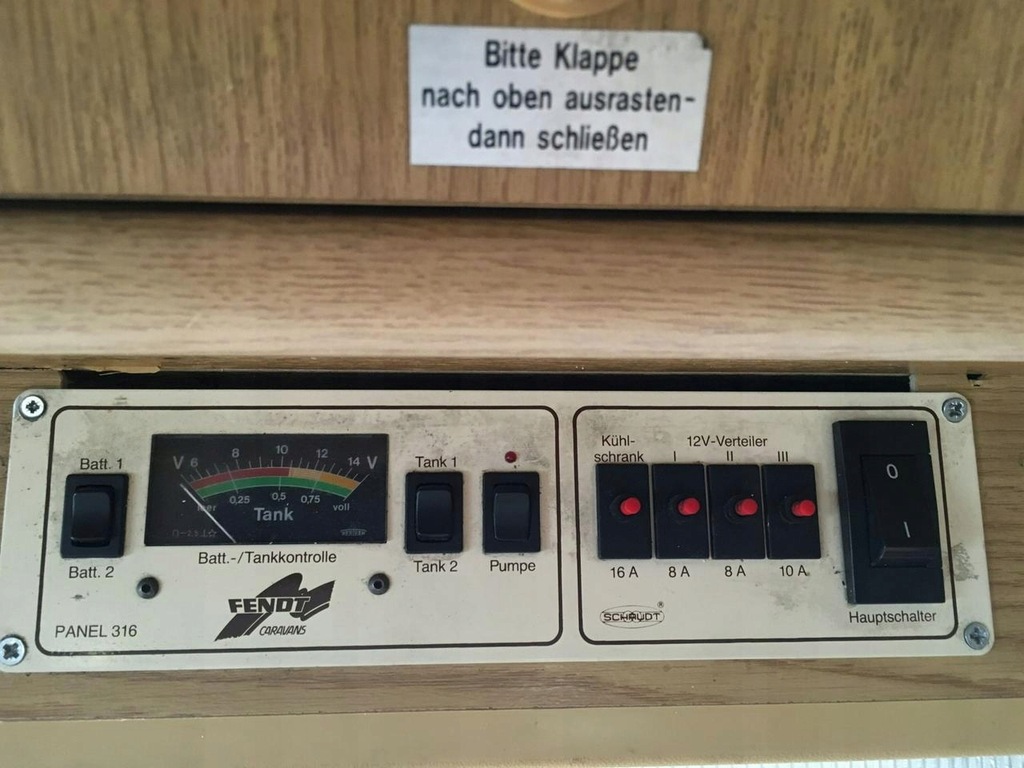 Bitte Klappe
nach oben ausrasten-
dann schließen
Batt. 1
Batt. 2
V 6 8 10 12 14 V
0,25 0,5 0,75
leer Tank voll
Batt.-/Tankkontrolle
Tank 1
Tank 2
Pumpe
FENDT
CARAVANS
PANEL 316
Kühl-
schrank
12V-Verteiler
I II III
16 A 8 A 8 A 10 A
SCHAUDT®
0
I
Hauptschalter